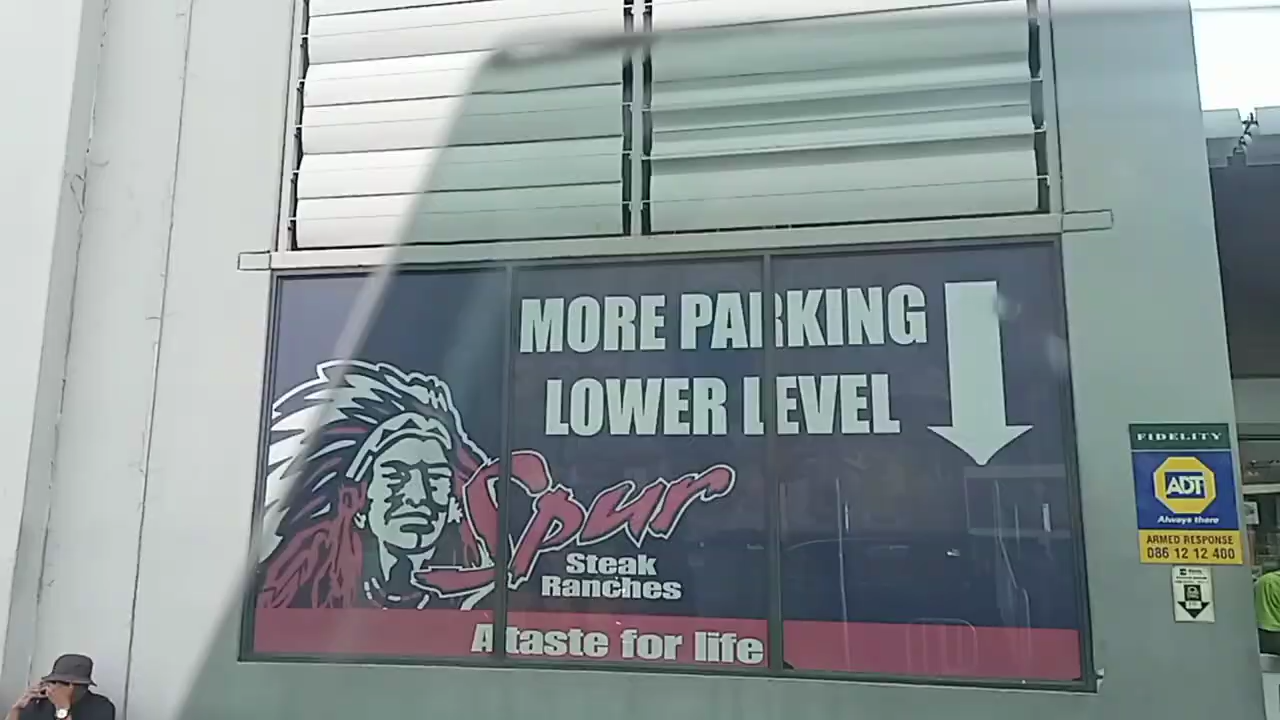 MORE PARKING
LOWER LEVEL
Spur
Steak
Ranches
A taste for life
FIDELITY
ADT
Always there
ARMED RESPONSE
086 12 12 400